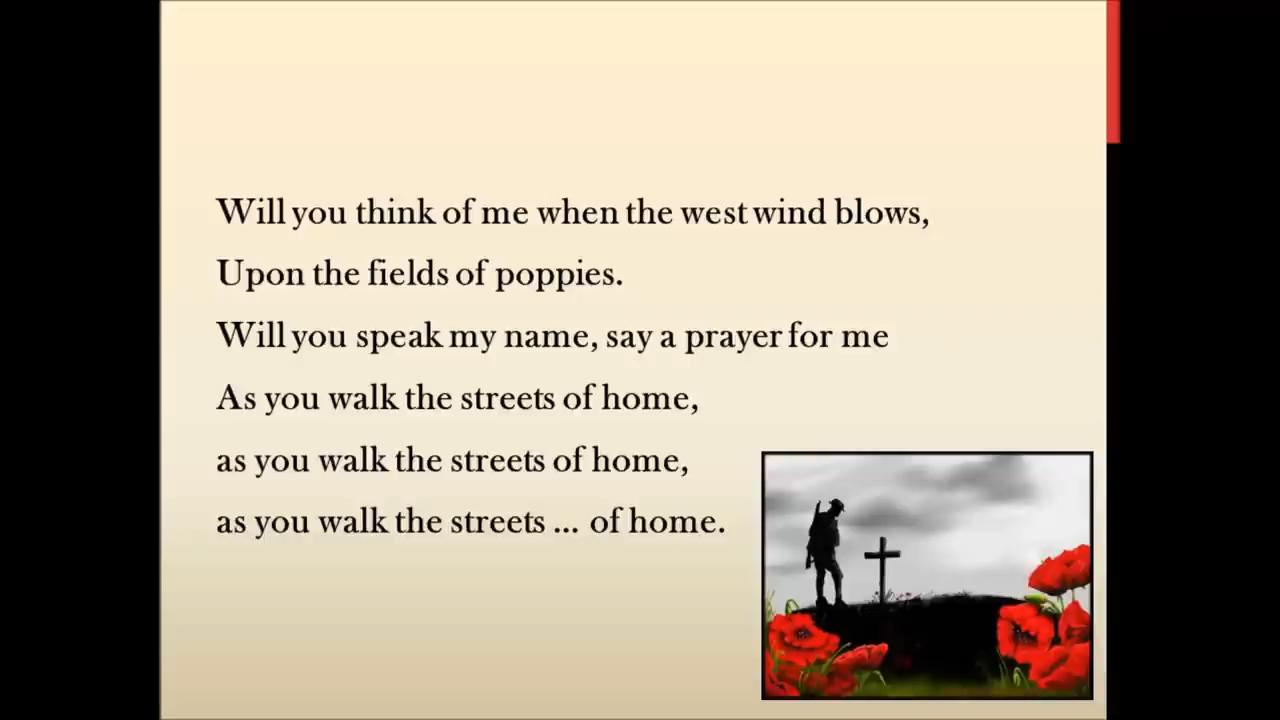 Will you think of me when the west wind blows,
Upon the fields of poppies.
Will you speak my name, say a prayer for me
As you walk the streets of home,
as you walk the streets of home,
as you walk the streets ... of home.